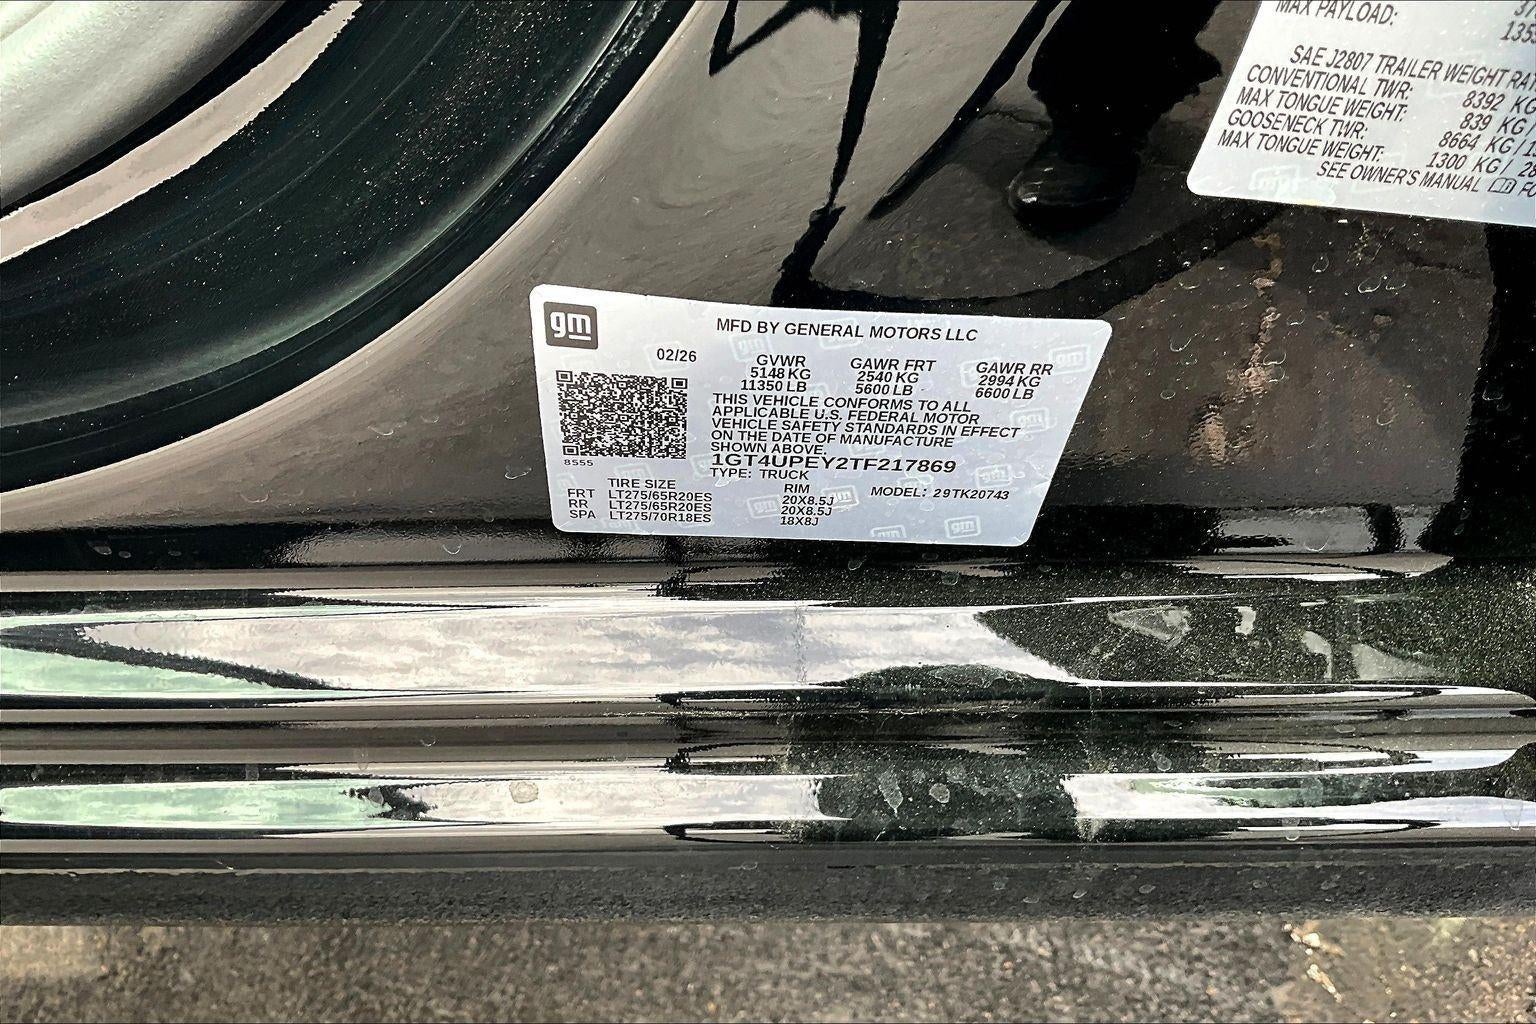 MAX PAYLOAD:
SAE J2807 TRAILER WEIGHT
CONVENTIONAL TWR: 8392 KG
MAX TONGUE WEIGHT: 839 KG
GOOSENECK TWR: 8664 KG /
MAX TONGUE WEIGHT: 1300 KG /
SEE OWNER'S MANUAL
gm
MFD BY GENERAL MOTORS LLC
02/26
GVWR GAWR FRT GAWR RR
5148 KG 2540 KG 2994 KG
11350 LB 5600 LB 6600 LB
THIS VEHICLE CONFORMS TO ALL
APPLICABLE U.S. FEDERAL MOTOR
VEHICLE SAFETY STANDARDS IN EFFECT
ON THE DATE OF MANUFACTURE
SHOWN ABOVE.
8555
1GT4UPEY2TF217869
TYPE: TRUCK
TIRE SIZE RIM MODEL: 29TK20743
FRT LT275/65R20ES 20X8.5J
RR LT275/65R20ES 20X8.5J
SPA LT275/70R18ES 18X8J